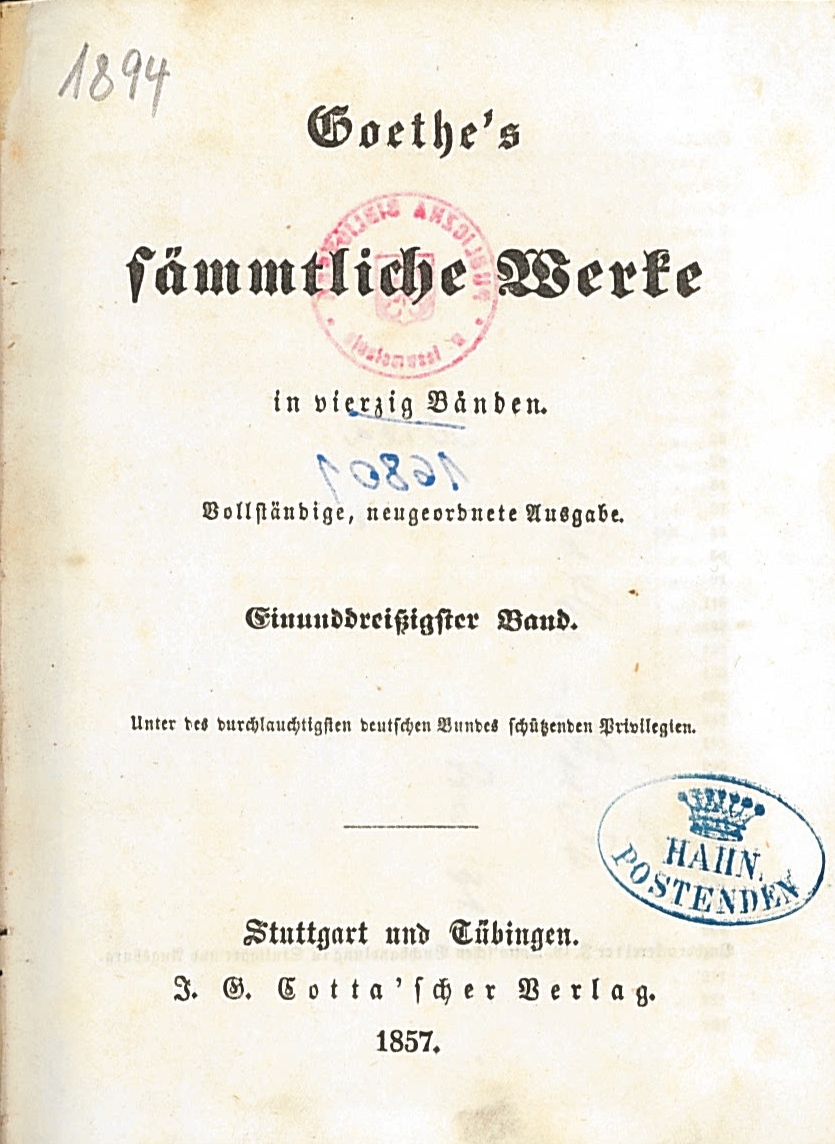 1894
Goethe's
sämmtliche Werke
in vierzig Bänden.
16801
Vollständige, neugeordnete Ausgabe.
Einunddreißigster Band.
Unter des durchlauchtigsten deutschen Bundes schützenden Privilegien.
HAHN.
POSTENDEN
Stuttgart und Tübingen.
J. G. Cotta'scher Verlag.
1857.